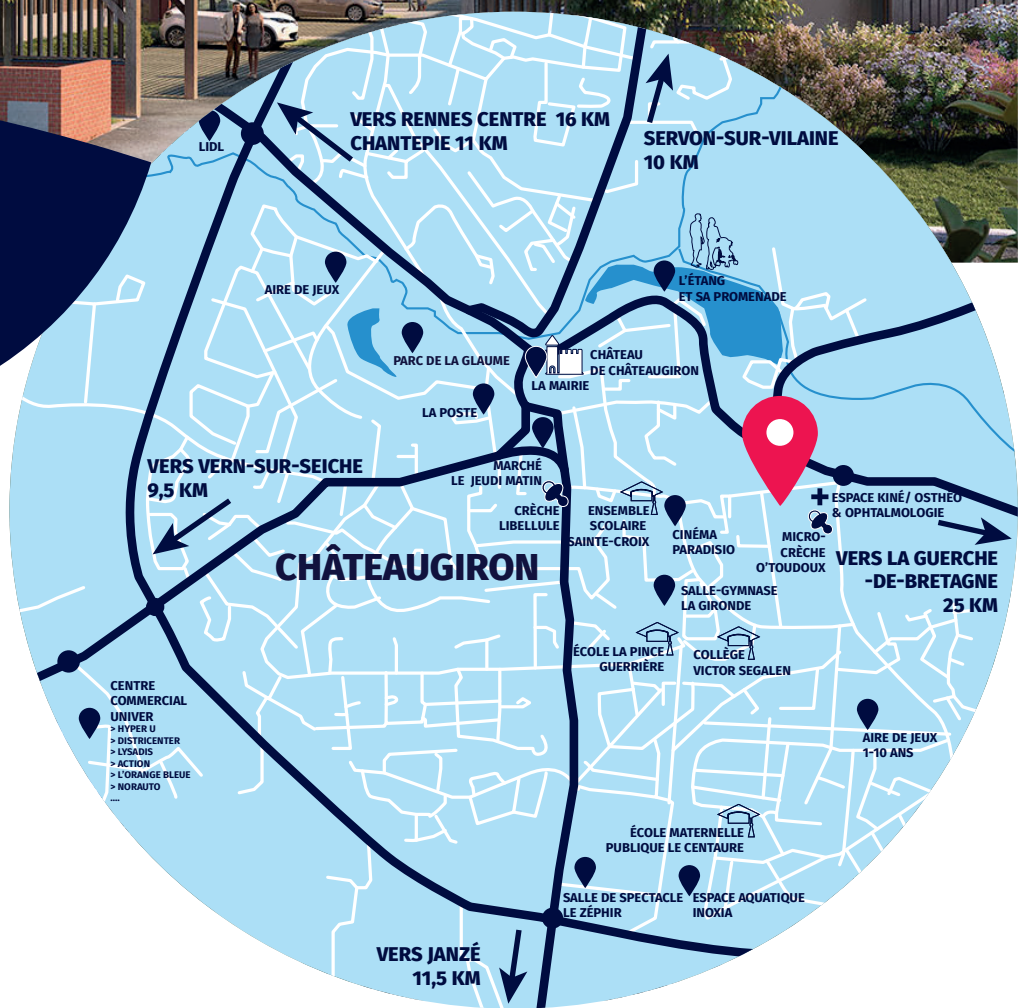 VERS RENNES CENTRE 16 KM
CHANTEPIE 11 KM
SERVON-SUR-VILAINE
10 KM
LIDL
L'ÉTANG
ET SA PROMENADE
AIRE DE JEUX
PARC DE LA GLAUME
CHÂTEAU
DE CHÂTEAUGIRON
LA MAIRIE
LA POSTE
VERS VERN-SUR-SEICHE
9,5 KM
MARCHÉ
LE JEUDI MATIN
CRÈCHE
LIBELLULE
ENSEMBLE
SCOLAIRE
SAINTE-CROIX
CINÉMA
PARADISIO
ESPACE KINÉ/ OSTHÉO
& OPHTALMOLOGIE
MICRO-
CRÈCHE
O'TOUDOUX
VERS LA GUERCHE
-DE-BRETAGNE
25 KM
CHÂTEAUGIRON
SALLE-GYMNASE
LA GIRONDE
ÉCOLE LA PINCE
GUERRIÈRE
COLLÈGE
VICTOR SEGALEN
CENTRE
COMMERCIAL
UNIVER
> HYPER U
> DISTRICENTER
> LYSADIS
> ACTION
> L'ORANGE BLEUE
> NORAUTO
....
AIRE DE JEUX
1-10 ANS
ÉCOLE MATERNELLE
PUBLIQUE LE CENTAURE
SALLE DE SPECTACLE
LE ZÉPHIR
ESPACE AQUATIQUE
INOXIA
VERS JANZÉ
11,5 KM